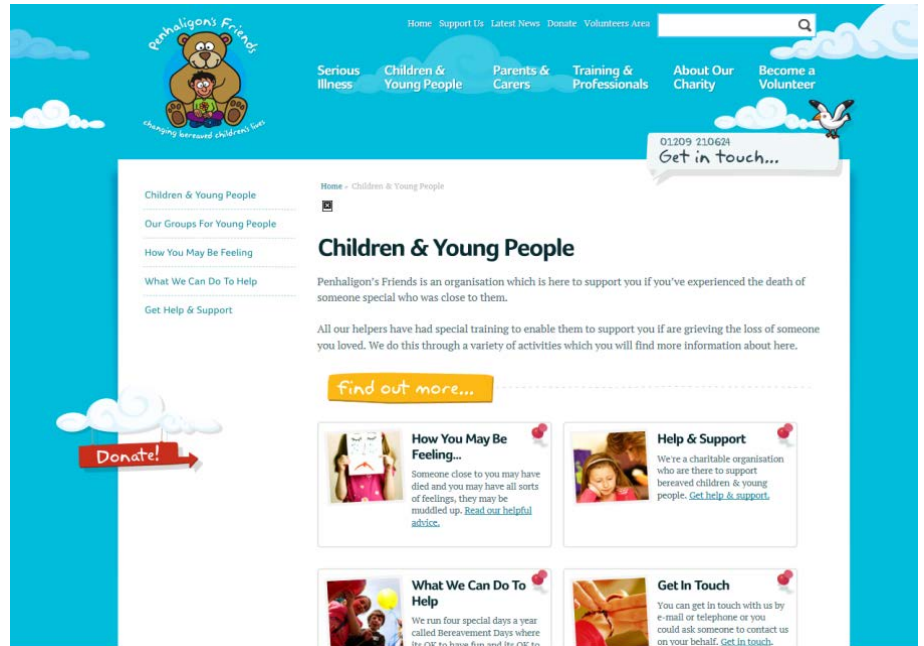 Penhaligon's Friends
changing bereaved children's lives
Home Support Us Latest News Donate Volunteers Area
Serious Illness
Children & Young People
Parents & Carers
Training & Professionals
About Our Charity
Become a Volunteer
01209 210624
Get in touch...
Children & Young People
Our Groups For Young People
How You May Be Feeling
What We Can Do To Help
Get Help & Support
Donate!
Home » Children & Young People
Children & Young People
Penhaligon's Friends is an organisation which is here to support you if you've experienced the death of
someone special who was close to them.
All our helpers have had special training to enable them to support you if are grieving the loss of someone
you loved. We do this through a variety of activities which you will find more information about here.
find out more...
How You May Be
Feeling...
Someone close to you may have
died and you may have all sorts
of feelings, they may be
muddled up. Read our helpful
advice.
Help & Support
We're a charitable organisation
who are there to support
bereaved children & young
people. Get help & support.
What We Can Do To
Help
We run four special days a year
called Bereavement Days where
its OK to have fun and its OK to
Get In Touch
You can get in touch with us by
e-mail or telephone or you
could ask someone to contact us
on your behalf. Get in touch.